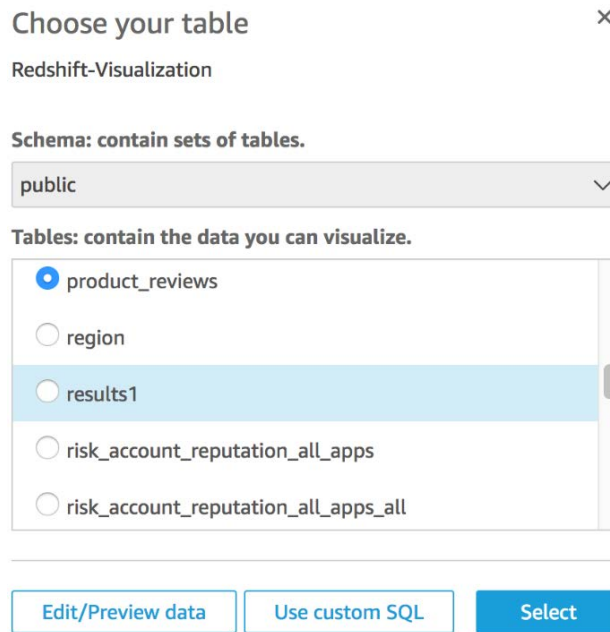 Choose your table
Redshift-Visualization
Schema: contain sets of tables.
public
Tables: contain the data you can visualize.
product_reviews
region
results1
risk_account_reputation_all_apps
risk_account_reputation_all_apps_all
Edit/Preview data
Use custom SQL
Select